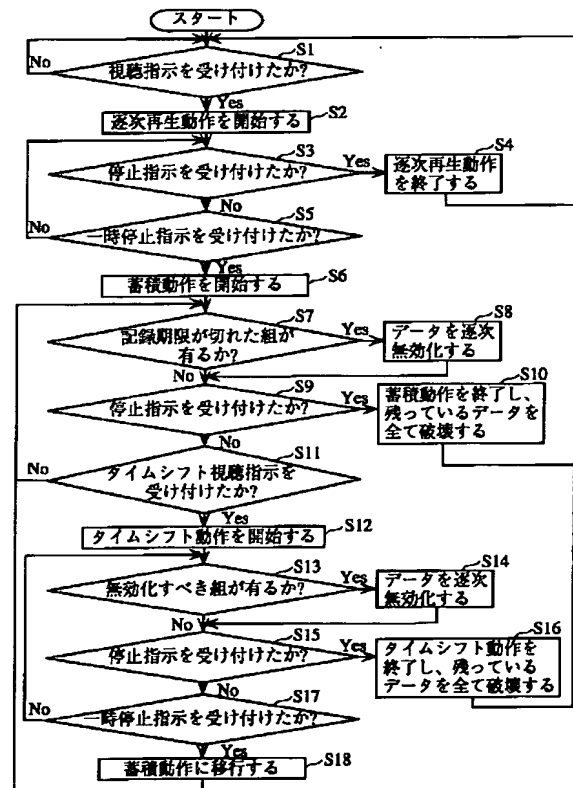 スタート
S1
No
視聴指示を受け付けたか?
Yes
S2
逐次再生動作を開始する
S3
停止指示を受け付けたか?
Yes
S4
逐次再生動作
を終了する
No
S5
一時停止指示を受け付けたか?
No
Yes
S6
蓄積動作を開始する
S7
記録期限が切れた組が
有るか?
Yes
S8
データを逐次
無効化する
No
S9
停止指示を受け付けたか?
Yes
S10
蓄積動作を終了し、
残っているデータを
全て破壊する
No
S11
No
タイムシフト視聴指示を
受け付けたか?
Yes
S12
タイムシフト動作を開始する
S13
無効化すべき組が有るか?
Yes
S14
データを逐次
無効化する
No
S15
停止指示を受け付けたか?
Yes
S16
タイムシフト動作を
終了し、残っている
データを全て破壊する
No
S17
No
一時停止指示を受け付けたか?
Yes
S18
蓄積動作に移行する